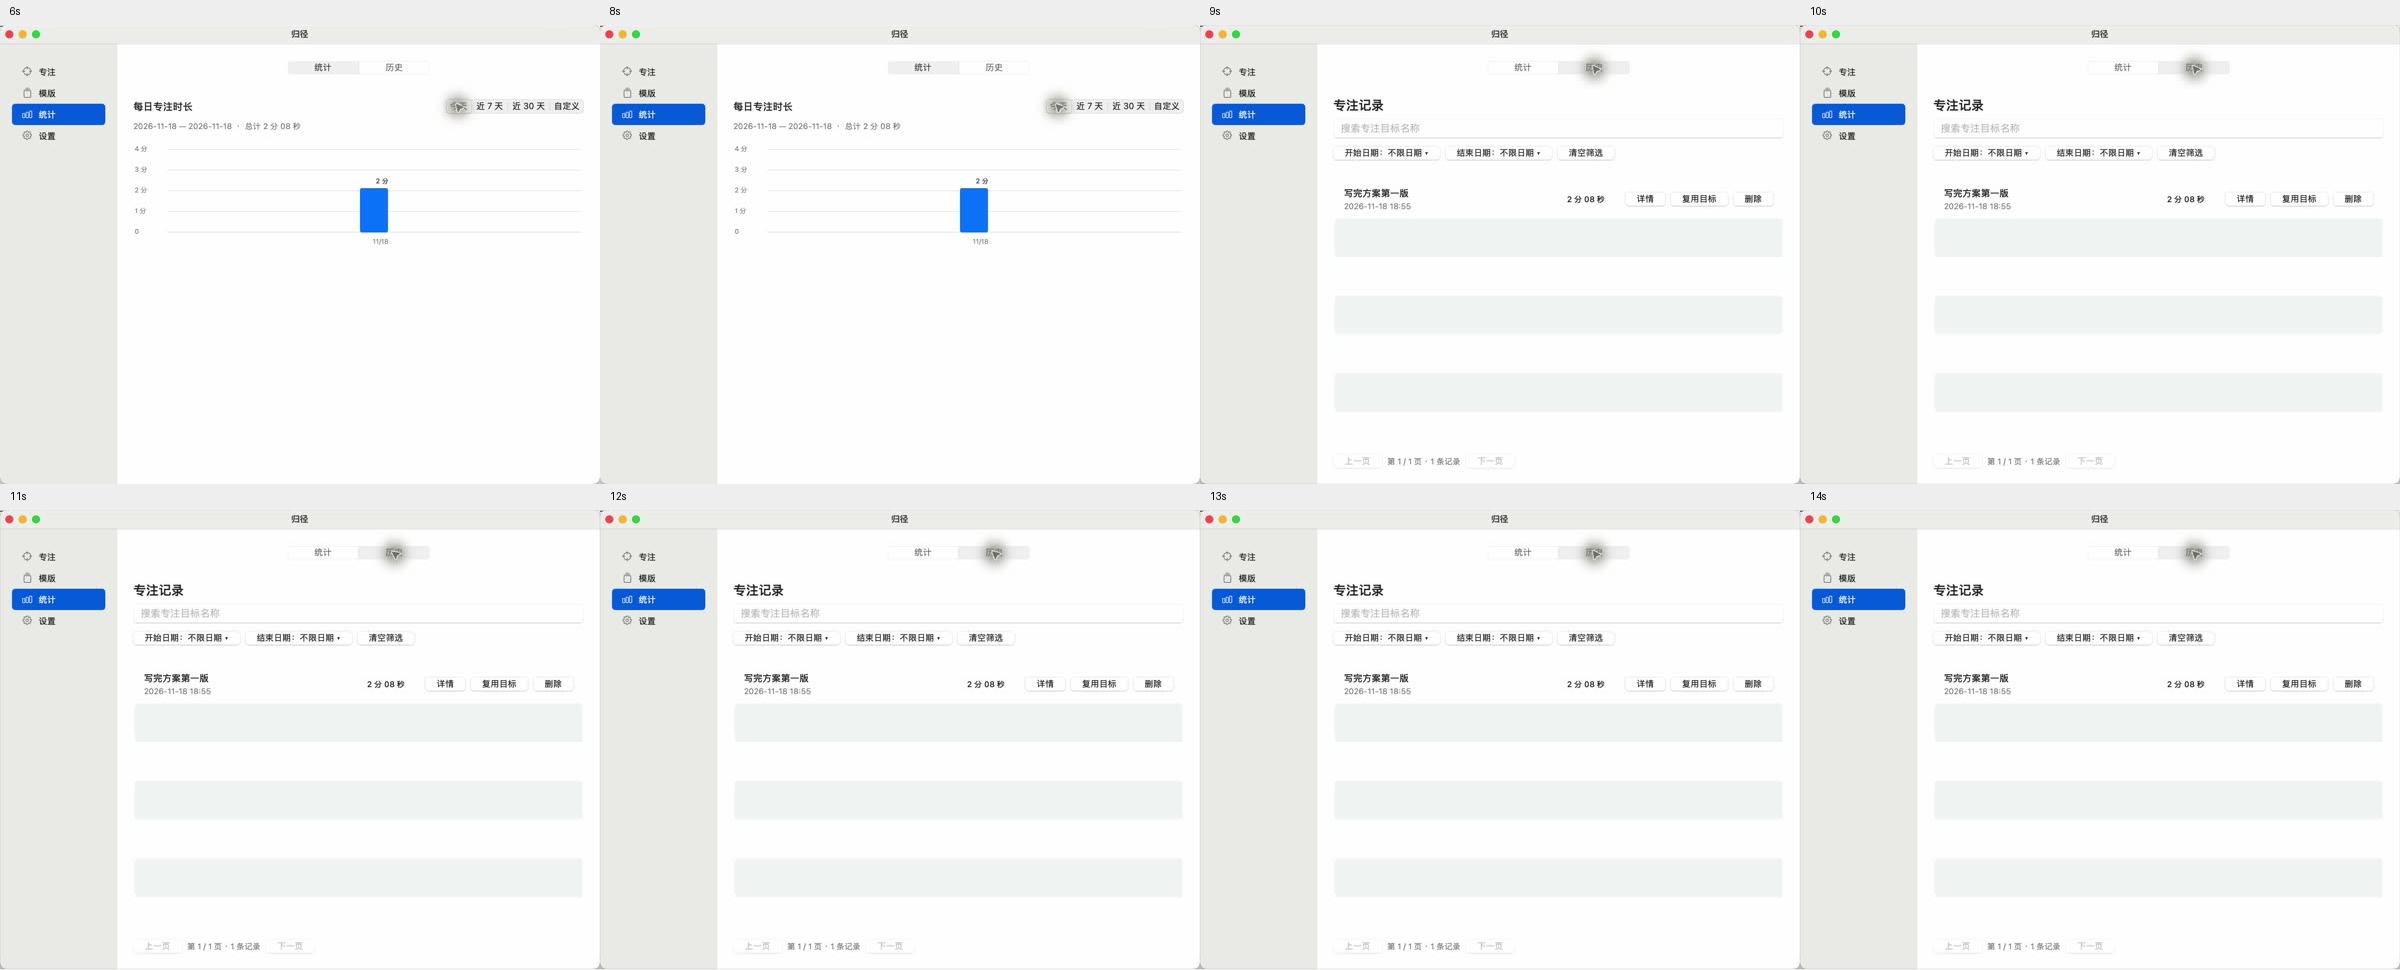 6s
归径
专注
模版
统计
设置
统计 历史
每日专注时长
近 7 天 近 30 天 自定义
2026-11-18 — 2026-11-18 · 总计 2 分 08 秒
4 分
3 分
2 分
2 分
1 分
0
11/18
8s
归径
专注
模版
统计
设置
统计 历史
每日专注时长
近 7 天 近 30 天 自定义
2026-11-18 — 2026-11-18 · 总计 2 分 08 秒
4 分
3 分
2 分
2 分
1 分
0
11/18
9s
归径
专注
模版
统计
设置
统计
专注记录
搜索专注目标名称
开始日期：不限日期 ▾ 结束日期：不限日期 ▾ 清空筛选
写完方案第一版
2026-11-18 18:55
2 分 08 秒 详情 复用目标 删除
上一页 第 1 / 1 页 · 1 条记录 下一页
10s
归径
专注
模版
统计
设置
统计
专注记录
搜索专注目标名称
开始日期：不限日期 ▾ 结束日期：不限日期 ▾ 清空筛选
写完方案第一版
2026-11-18 18:55
2 分 08 秒 详情 复用目标 删除
上一页 第 1 / 1 页 · 1 条记录 下一页
11s
归径
专注
模版
统计
设置
统计
专注记录
搜索专注目标名称
开始日期：不限日期 ▾ 结束日期：不限日期 ▾ 清空筛选
写完方案第一版
2026-11-18 18:55
2 分 08 秒 详情 复用目标 删除
上一页 第 1 / 1 页 · 1 条记录 下一页
12s
归径
专注
模版
统计
设置
统计
专注记录
搜索专注目标名称
开始日期：不限日期 ▾ 结束日期：不限日期 ▾ 清空筛选
写完方案第一版
2026-11-18 18:55
2 分 08 秒 详情 复用目标 删除
上一页 第 1 / 1 页 · 1 条记录 下一页
13s
归径
专注
模版
统计
设置
统计
专注记录
搜索专注目标名称
开始日期：不限日期 ▾ 结束日期：不限日期 ▾ 清空筛选
写完方案第一版
2026-11-18 18:55
2 分 08 秒 详情 复用目标 删除
上一页 第 1 / 1 页 · 1 条记录 下一页
14s
归径
专注
模版
统计
设置
统计
专注记录
搜索专注目标名称
开始日期：不限日期 ▾ 结束日期：不限日期 ▾ 清空筛选
写完方案第一版
2026-11-18 18:55
2 分 08 秒 详情 复用目标 删除
上一页 第 1 / 1 页 · 1 条记录 下一页